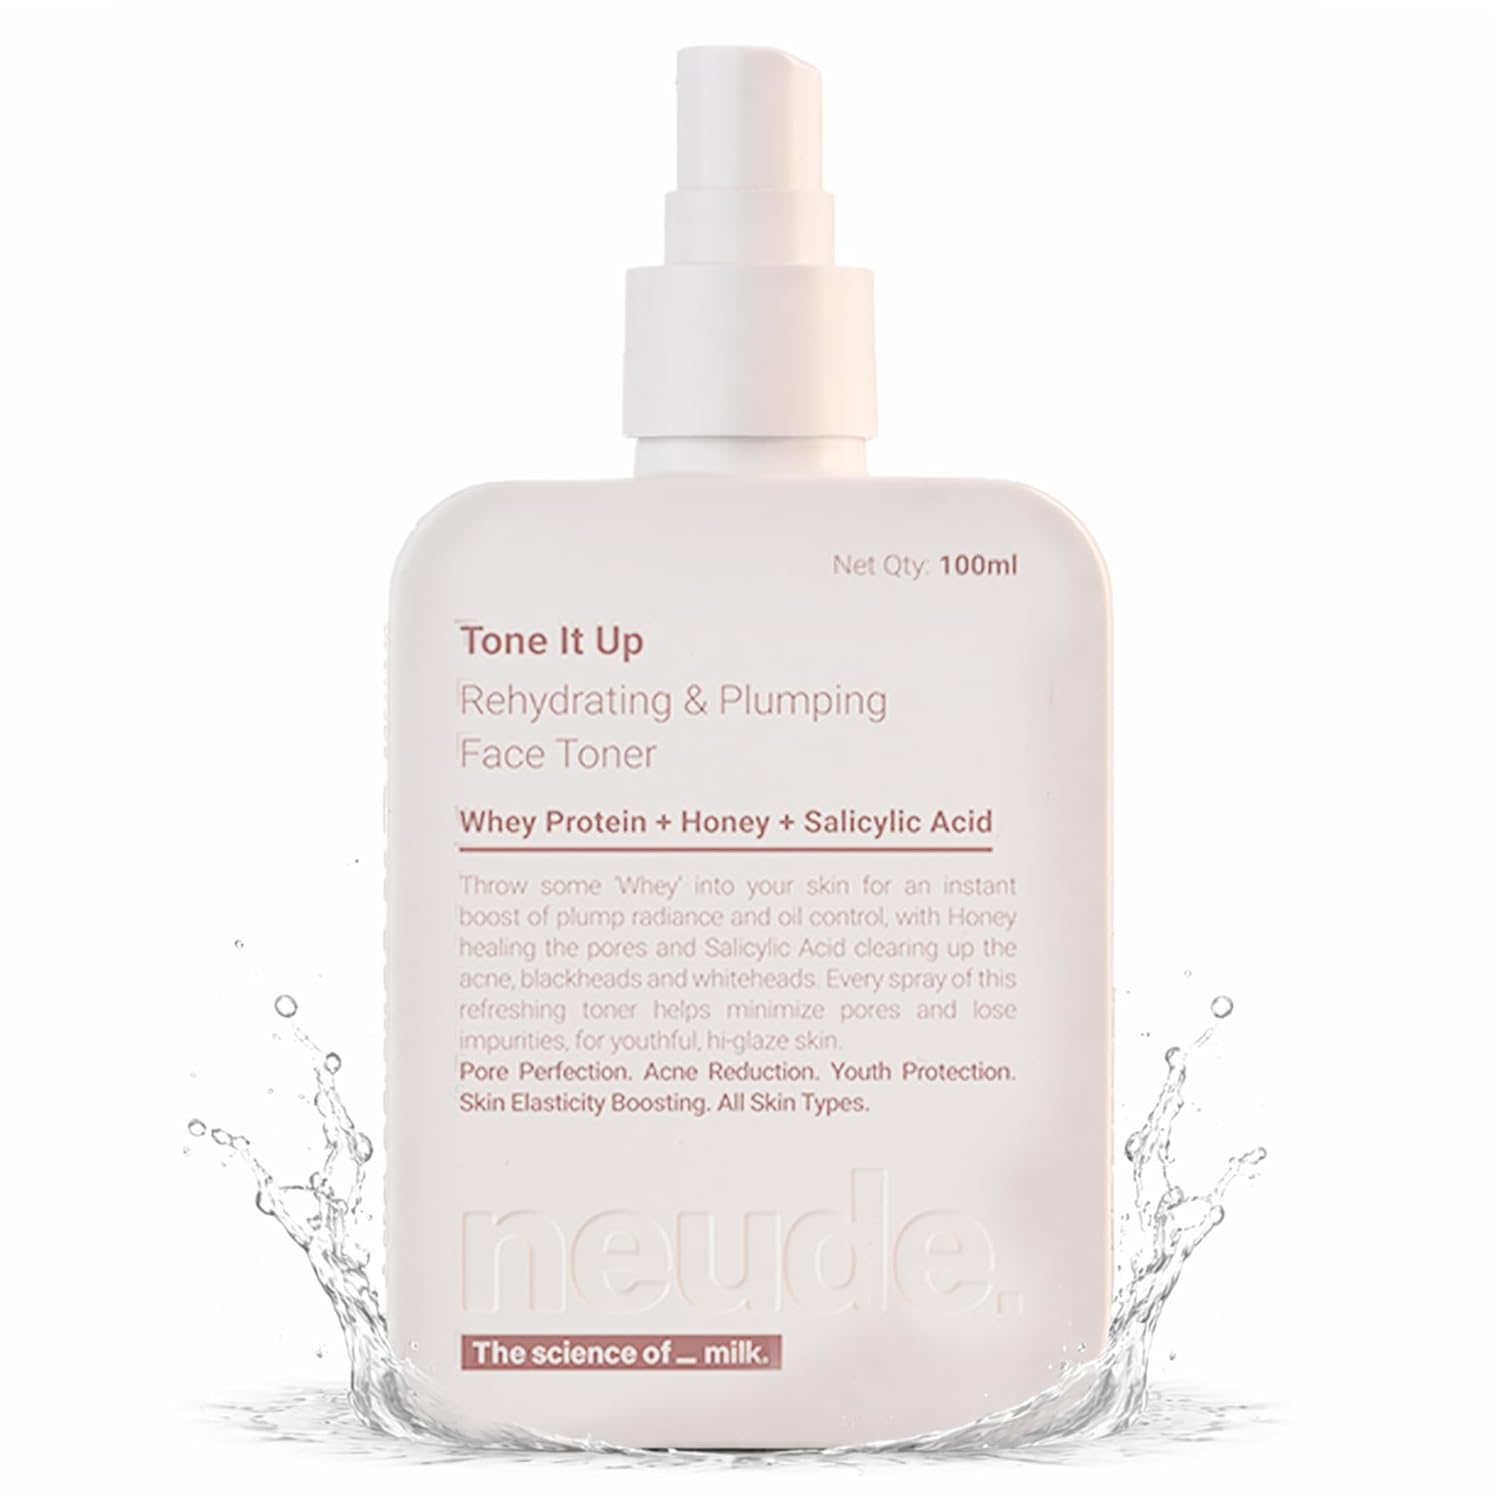 Net Qty: 100ml
Tone It Up
Rehydrating & Plumping
Face Toner
Whey Protein + Honey + Salicylic Acid
Throw some 'Whey' into your skin for an instant
boost of plump radiance and oil control, with Honey
healing the pores and Salicylic Acid clearing up the
acne, blackheads and whiteheads. Every spray of this
refreshing toner helps minimize pores and lose
impurities, for youthful, hi-glaze skin.
Pore Perfection. Acne Reduction. Youth Protection.
Skin Elasticity Boosting. All Skin Types.
neude.
The science of _ milk.